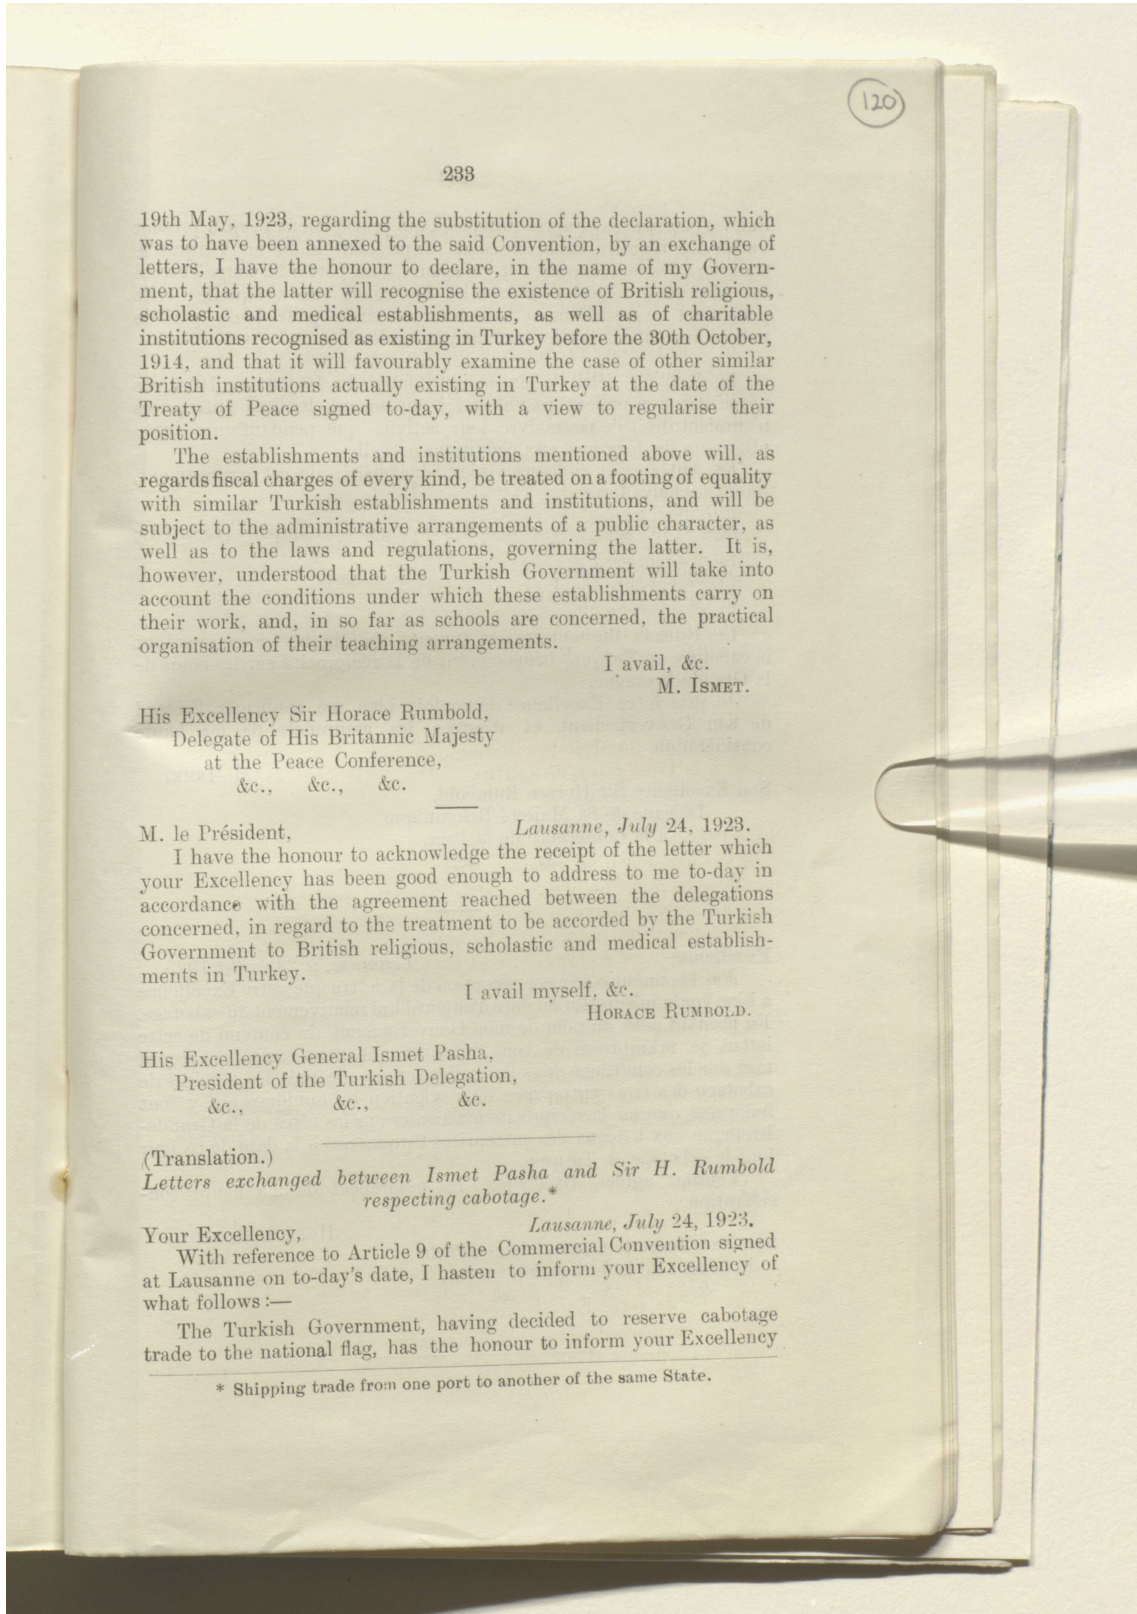 120
233
19th May, 1923, regarding the substitution of the declaration, which
was to have been annexed to the said Convention, by an exchange of
letters, I have the honour to declare, in the name of my Govern-
ment, that the latter will recognise the existence of British religious,
scholastic and medical establishments, as well as of charitable
institutions recognised as existing in Turkey before the 30th October,
1914, and that it will favourably examine the case of other similar
British institutions actually existing in Turkey at the date of the
Treaty of Peace signed to-day, with a view to regularise their
position.
The establishments and institutions mentioned above will, as
regards fiscal charges of every kind, be treated on a footing of equality
with similar Turkish establishments and institutions, and will be
subject to the administrative arrangements of a public character, as
well as to the laws and regulations, governing the latter. It is,
however, understood that the Turkish Government will take into
account the conditions under which these establishments carry on
their work, and, in so far as schools are concerned, the practical
organisation of their teaching arrangements.
I avail, &c.
M. ISMET.
His Excellency Sir Horace Rumbold,
Delegate of His Britannic Majesty
at the Peace Conference,
&c., &c., &c.
M. le Président, Lausanne, July 24, 1923.
I have the honour to acknowledge the receipt of the letter which
your Excellency has been good enough to address to me to-day in
accordance with the agreement reached between the delegations
concerned, in regard to the treatment to be accorded by the Turkish
Government to British religious, scholastic and medical establish-
ments in Turkey.
I avail myself, &c.
HORACE RUMBOLD.
His Excellency General Ismet Pasha,
President of the Turkish Delegation,
&c., &c., &c.
(Translation.)
Letters exchanged between Ismet Pasha and Sir H. Rumbold
respecting cabotage.*
Your Excellency, Lausanne, July 24, 1923.
With reference to Article 9 of the Commercial Convention signed
at Lausanne on to-day's date, I hasten to inform your Excellency of
what follows :—
The Turkish Government, having decided to reserve cabotage
trade to the national flag, has the honour to inform your Excellency
* Shipping trade from one port to another of the same State.